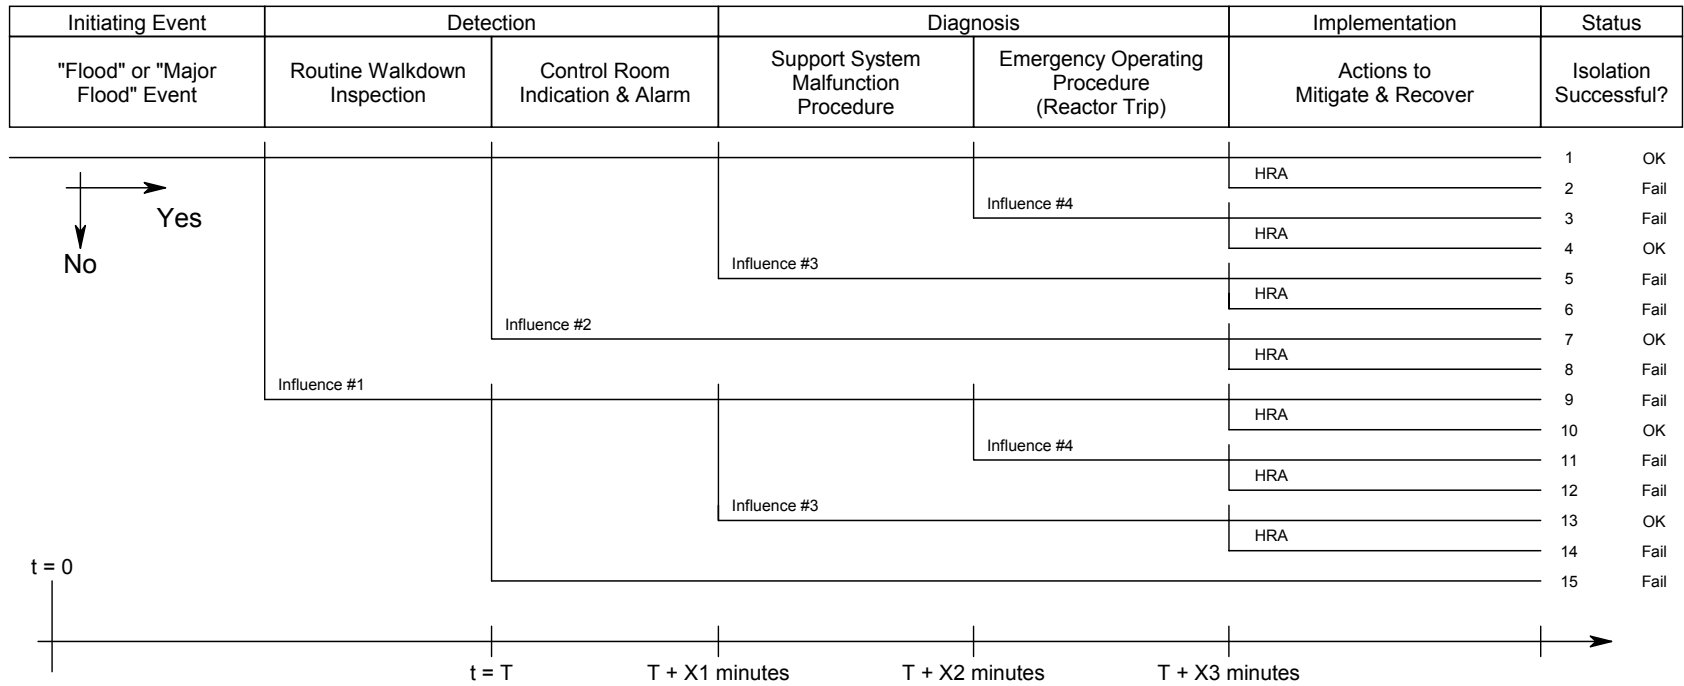 Initiating Event Detection Diagnosis Implementation Status
"Flood" or "Major
Flood" Event
Routine Walkdown
Inspection
Control Room
Indication & Alarm
Support System
Malfunction
Procedure
Emergency Operating
Procedure
(Reactor Trip)
Actions to
Mitigate & Recover
Isolation
Successful?
1 OK
HRA
2 Fail
Yes
Influence #4
3 Fail
HRA
4 OK
No
Influence #3
5 Fail
HRA
6 Fail
Influence #2
7 OK
HRA
8 Fail
Influence #1
9 Fail
HRA
10 OK
Influence #4
11 Fail
HRA
12 Fail
Influence #3
13 OK
HRA
14 Fail
t = 0
15 Fail
t = T T + X1 minutes T + X2 minutes T + X3 minutes